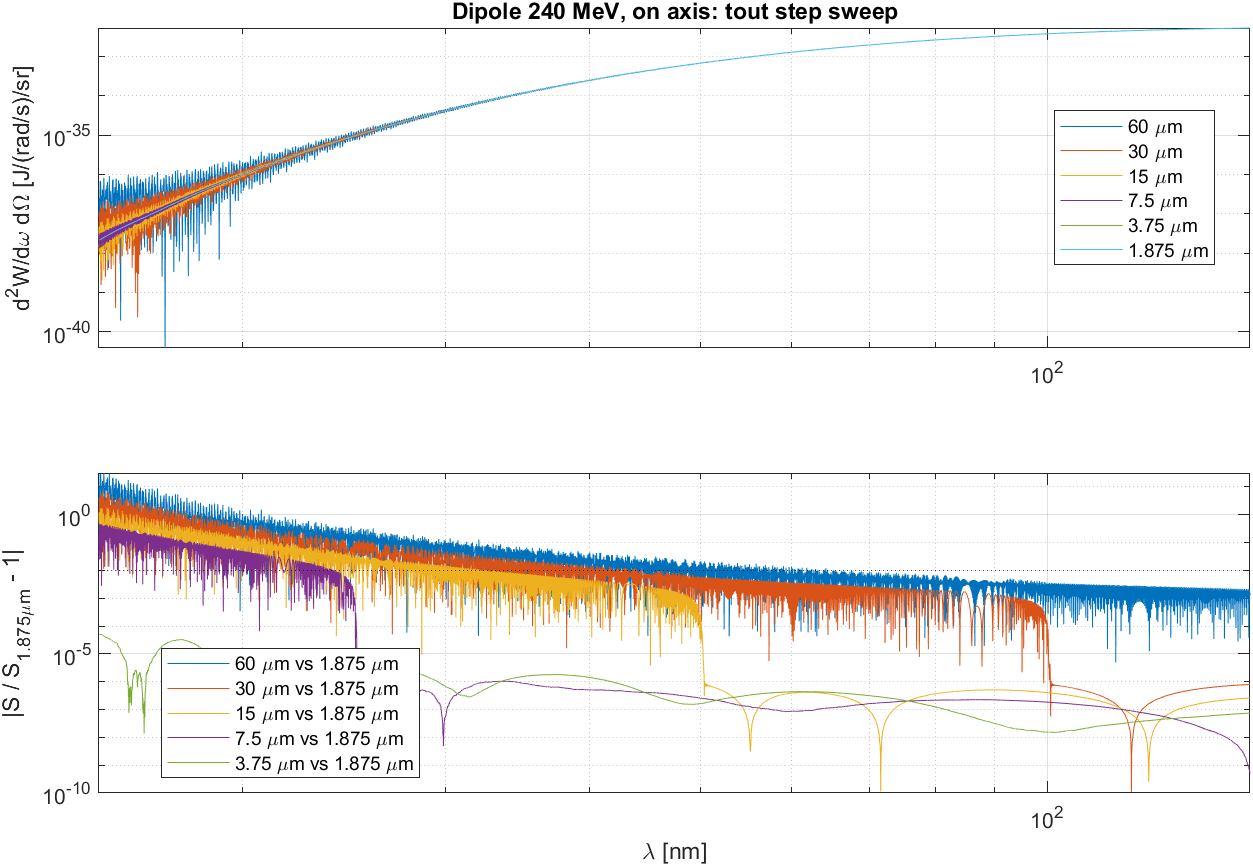 Dipole 240 MeV, on axis: tout step sweep
d²W/dω dΩ [J/(rad/s)/sr]
10⁻³⁵
10⁻⁴⁰
10²
60 μm
30 μm
15 μm
7.5 μm
3.75 μm
1.875 μm
|S / S₁.₈₇₅μm - 1|
10⁰
10⁻⁵
10⁻¹⁰
60 μm vs 1.875 μm
30 μm vs 1.875 μm
15 μm vs 1.875 μm
7.5 μm vs 1.875 μm
3.75 μm vs 1.875 μm
10²
λ [nm]